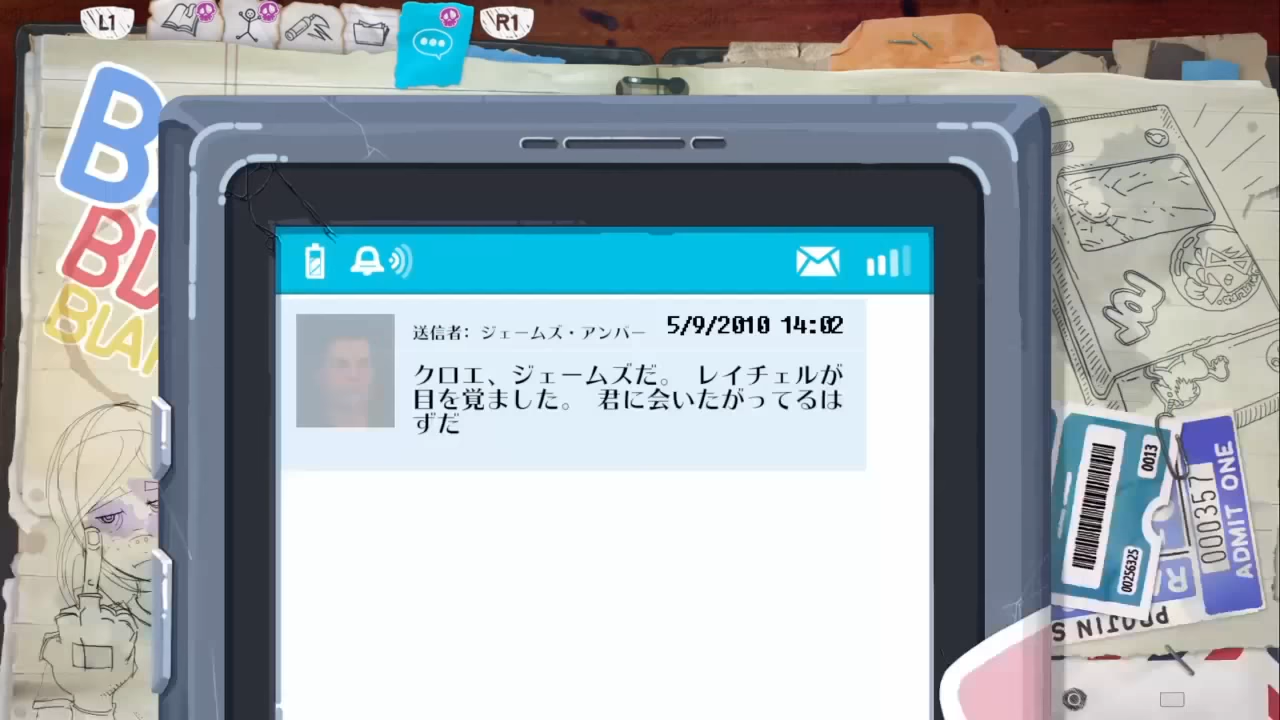 L1
R1
送信者: ジェームズ・アンバー
5/9/2010 14:02
クロエ、ジェームズだ。 レイチェルが
目を覚ました。 君に会いたがってるは
ずだ
0013
00256325
000357
ADMIT ONE